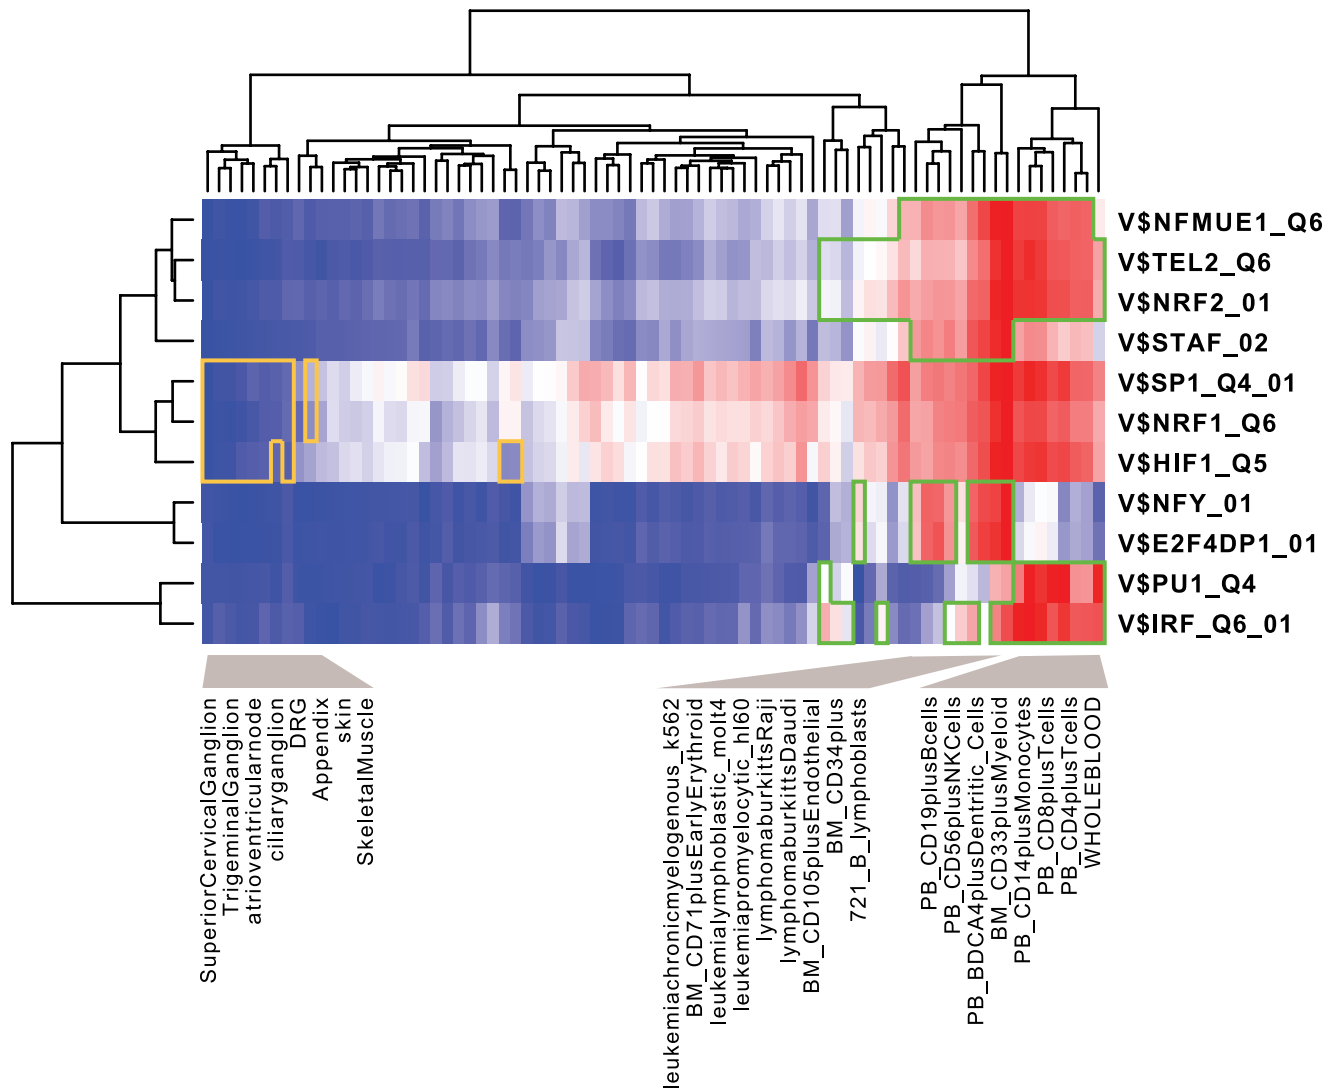 V$NFMUE1_Q6
V$TEL2_Q6
V$NRF2_01
V$STAF_02
V$SP1_Q4_01
V$NRF1_Q6
V$HIF1_Q5
V$NFY_01
V$E2F4DP1_01
V$PU1_Q4
V$IRF_Q6_01
SuperiorCervicalGanglion
TrigeminalGanglion
atrioventricularnode
ciliaryganglion
DRG
Appendix
skin
SkeletalMuscle
leukemiachronicmyelogenous_k562
BM_CD71plusEarlyErythroid
leukemialymphoblastic_molt4
leukemiapromyelocytic_hl60
lymphomaburkittsRaji
lymphomaburkittsDaudi
BM_CD105plusEndothelial
BM_CD34plus
721_B_lymphoblasts
PB_CD19plusBcells
PB_CD56plusNKCells
PB_BDCA4plusDentritic_Cells
BM_CD33plusMyeloid
PB_CD14plusMonocytes
PB_CD8plusTcells
PB_CD4plusTcells
WHOLEBLOOD